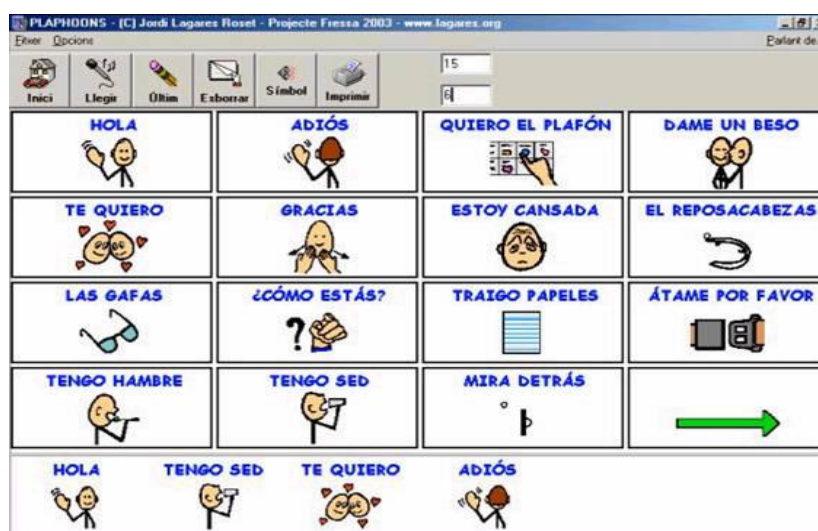 PLAPHOONS - (C) Jordi Lagares Roset - Projecte Fressa 2003 - www.lagares.org
Fitxer Opcions Parlant de
Inici Llegir Últim Esborrar Símbol Imprimir
15
6
HOLA ADIÓS QUIERO EL PLAFÓN DAME UN BESO
TE QUIERO GRACIAS ESTOY CANSADA EL REPOSACABEZAS
LAS GAFAS ¿CÓMO ESTÁS? TRAIGO PAPELES ÁTAME POR FAVOR
TENGO HAMBRE TENGO SED MIRA DETRÁS
HOLA TENGO SED TE QUIERO ADIÓS